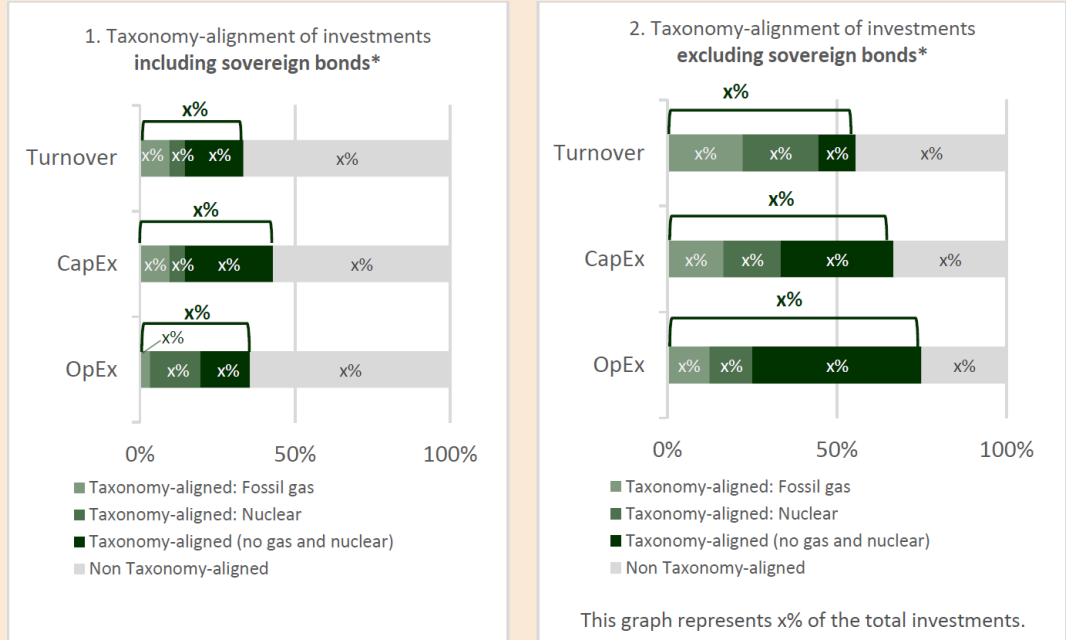 1. Taxonomy-alignment of investments
including sovereign bonds*
x%
Turnover
x% x% x% x%
x%
CapEx
x% x% x% x%
x%
x%
OpEx
x% x% x%
0% 50% 100%
Taxonomy-aligned: Fossil gas
Taxonomy-aligned: Nuclear
Taxonomy-aligned (no gas and nuclear)
Non Taxonomy-aligned
2. Taxonomy-alignment of investments
excluding sovereign bonds*
x%
Turnover
x% x% x% x%
x%
CapEx
x% x% x% x%
x%
OpEx
x% x% x% x%
0% 50% 100%
Taxonomy-aligned: Fossil gas
Taxonomy-aligned: Nuclear
Taxonomy-aligned (no gas and nuclear)
Non Taxonomy-aligned
This graph represents x% of the total investments.